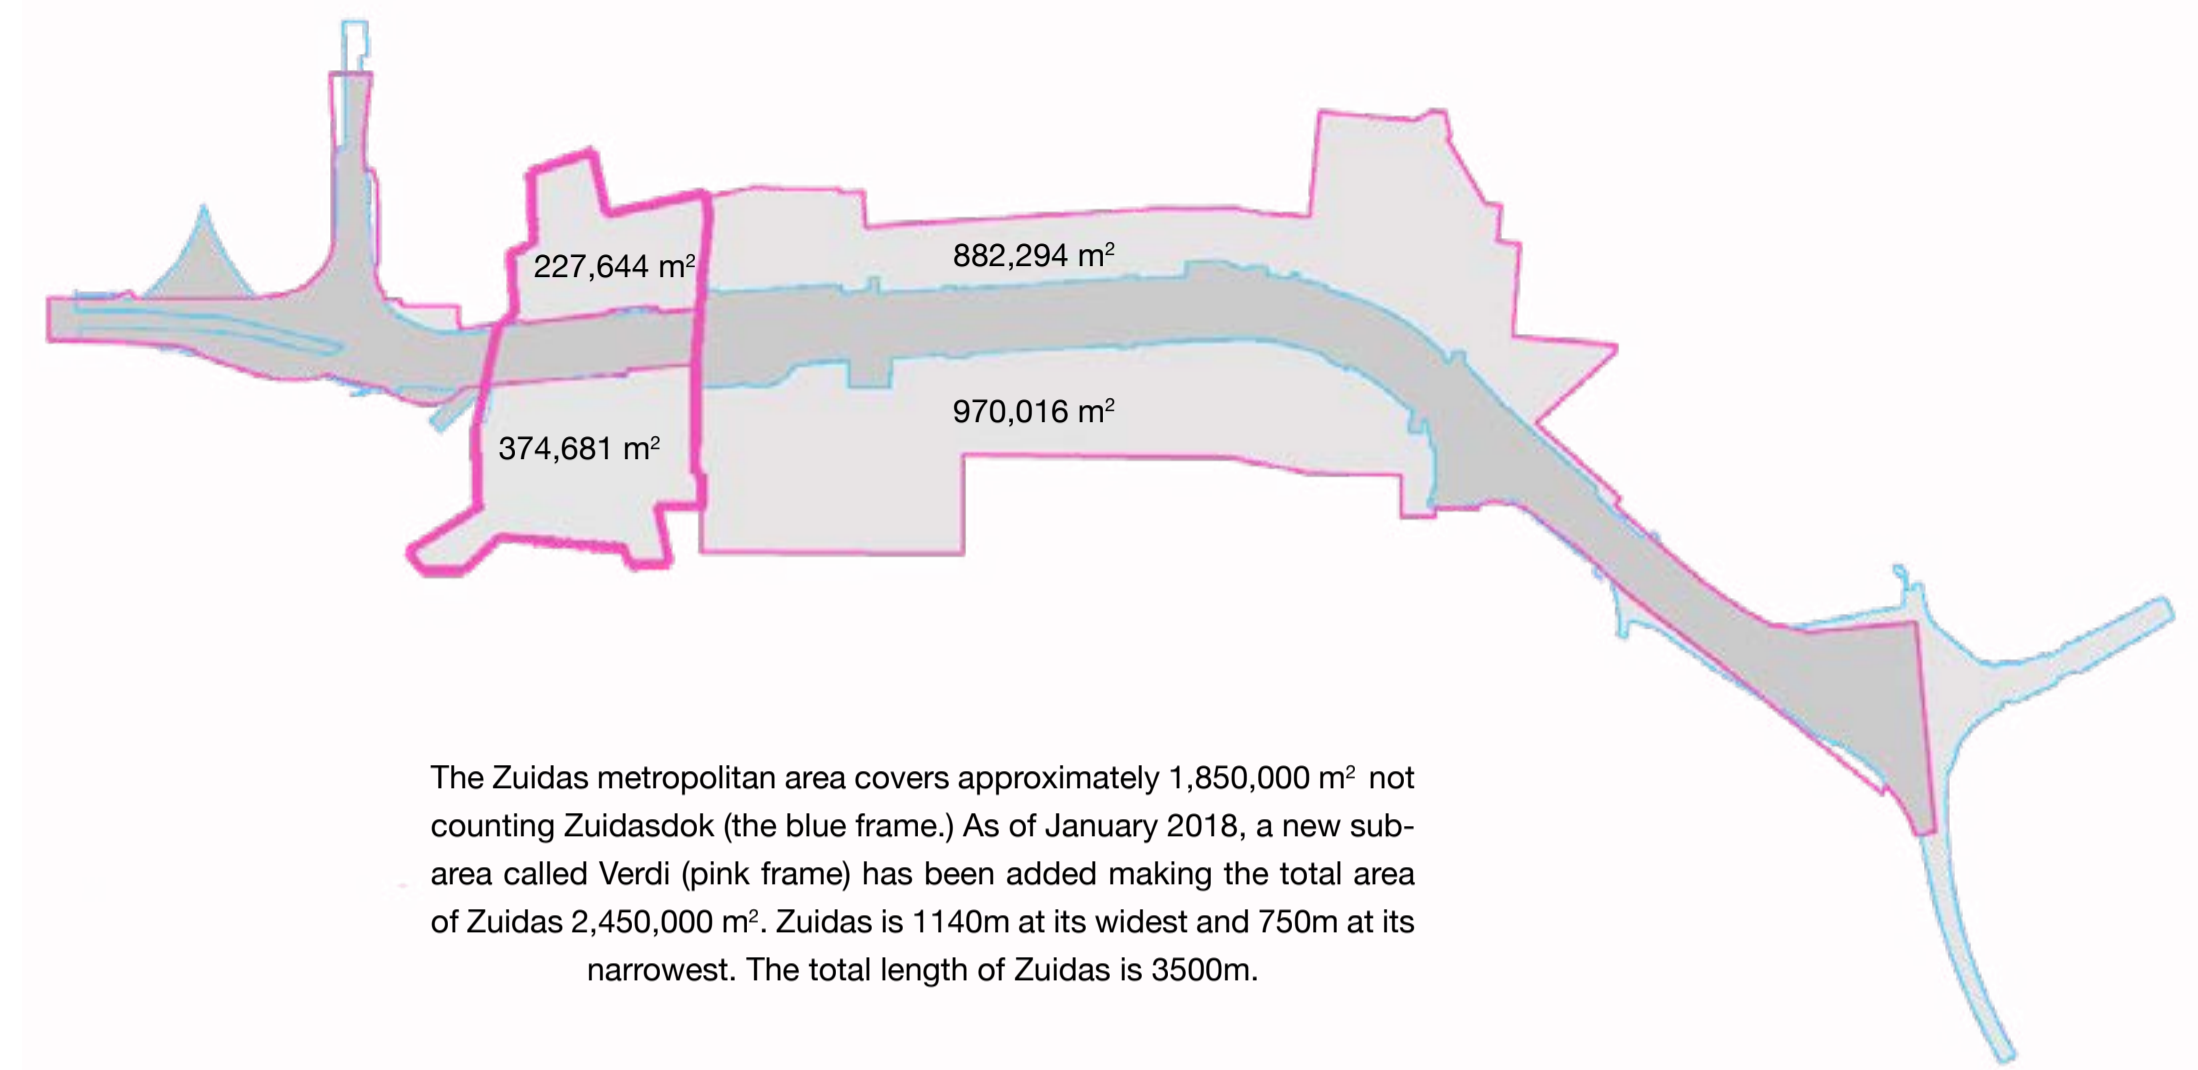 227,644 m²
882,294 m²
970,016 m²
374,681 m²
The Zuidas metropolitan area covers approximately 1,850,000 m² not
counting Zuidasdok (the blue frame.) As of January 2018, a new sub-
area called Verdi (pink frame) has been added making the total area
of Zuidas 2,450,000 m². Zuidas is 1140m at its widest and 750m at its
narrowest. The total length of Zuidas is 3500m.